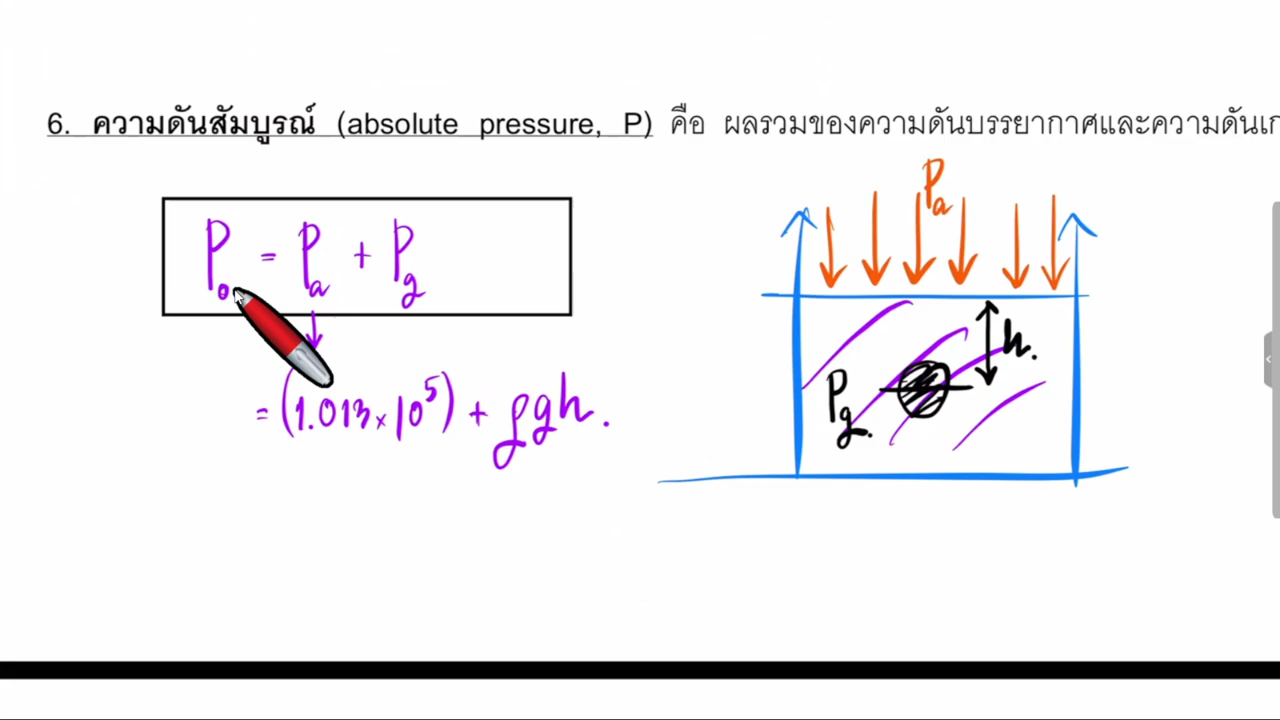 6. ความดันสัมบูรณ์ (absolute pressure, P) คือ ผลรวมของความดันบรรยากาศและความดันเก
P₀ = Pa + Pg
= (1.013 × 10⁵) + ρgh.
Pa
h.
Pg.